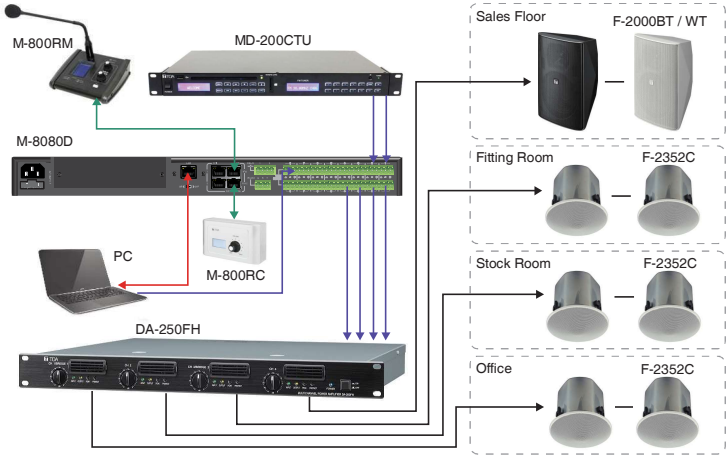 Sales Floor
F-2000BT / WT
M-800RM
MD-200CTU
M-8080D
Fitting Room
F-2352C
PC
M-800RC
Stock Room
F-2352C
DA-250FH
TOA
Office
F-2352C